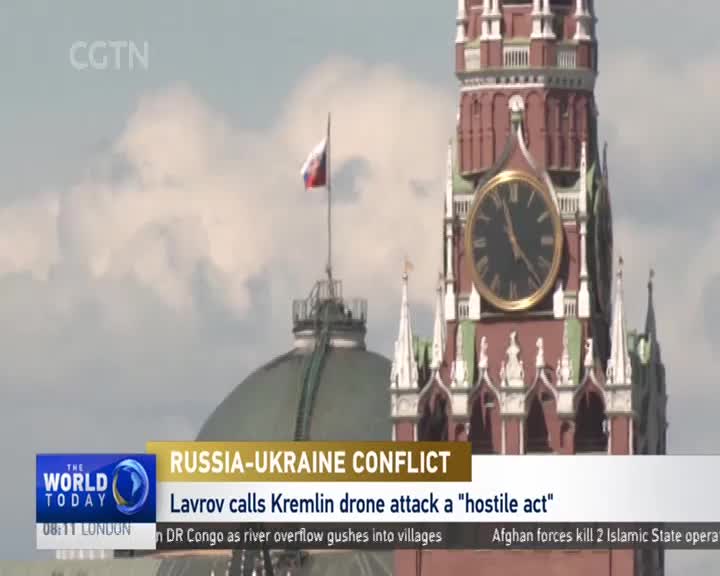 CGTN
RUSSIA-UKRAINE CONFLICT
THE
WORLD
TODAY
Lavrov calls Kremlin drone attack a "hostile act"
08:11 LONDON
n DR Congo as river overflow gushes into villages Afghan forces kill 2 Islamic State opera